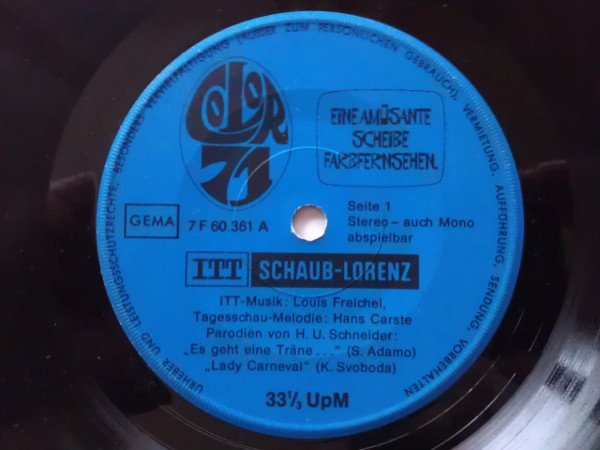 URHEBER UND LEISTUNGSSCHUTZRECHTE, BESONDERS VERVIELFÄLTIGUNG (AUSSER ZUM PERSÖNLICHEN GEBRAUCH), VERMIETUNG, AUFFÜHRUNG, SENDUNG, VORBEHALTEN
COLOR
71
EINE AMÜSANTE
SCHEIBE
FARBFERNSEHEN.
GEMA
7 F 60.361 A
Seite 1
Stereo – auch Mono
abspielbar
ITT SCHAUB-LORENZ
ITT-Musik: Louis Freichel,
Tagesschau-Melodie: Hans Carste
Parodien von H. U. Schneider:
„Es geht eine Träne . . ." (S. Adamo)
„Lady Carneval" (K. Svoboda)
33⅓ UpM